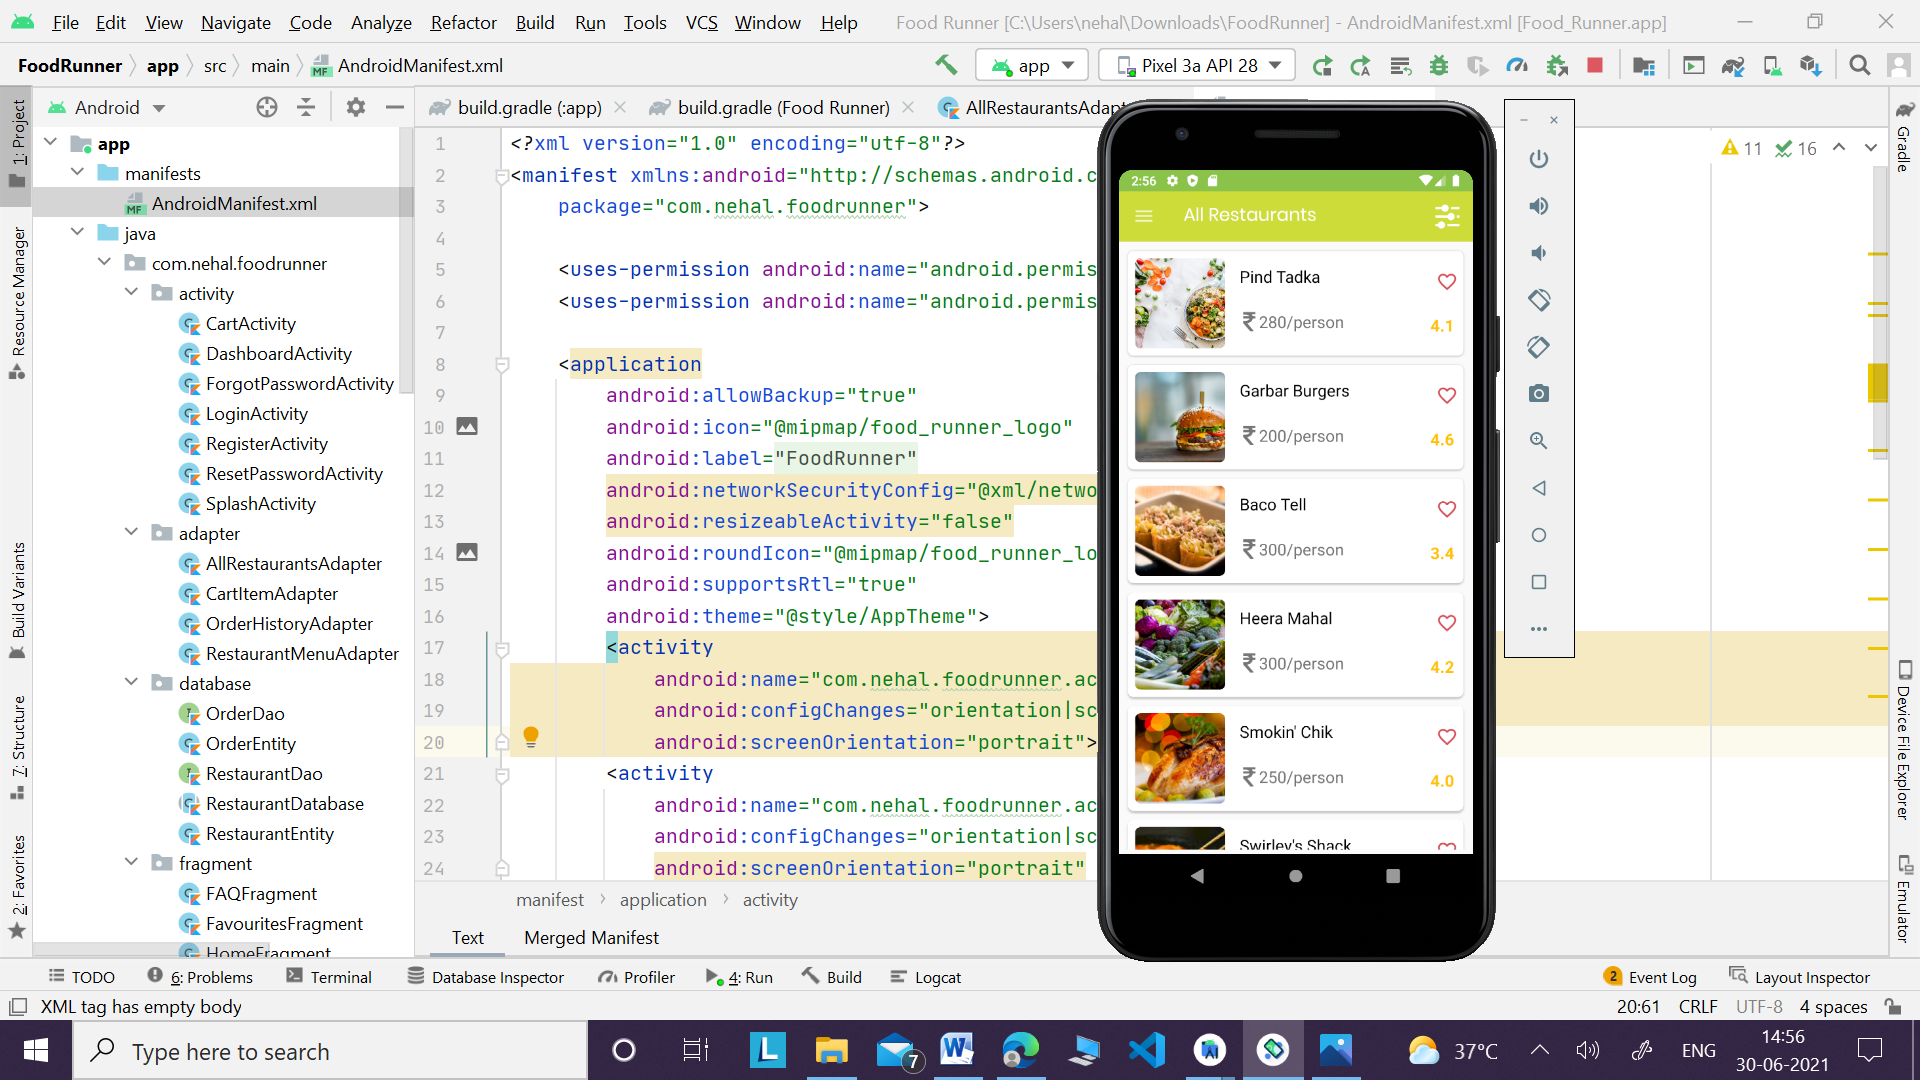 File Edit View Navigate Code Analyze Refactor Build Run Tools VCS Window Help Food Runner [C:\Users\nehal\Downloads\FoodRunner] - AndroidManifest.xml [Food_Runner.app]
FoodRunner app src main AndroidManifest.xml app Pixel 3a API 28
Android build.gradle (:app) build.gradle (Food Runner) AllRestaurantsAdapt
1: Project
Resource Manager
Build Variants
7: Structure
2: Favorites
app
manifests
AndroidManifest.xml
java
com.nehal.foodrunner
activity
CartActivity
DashboardActivity
ForgotPasswordActivity
LoginActivity
RegisterActivity
ResetPasswordActivity
SplashActivity
adapter
AllRestaurantsAdapter
CartItemAdapter
OrderHistoryAdapter
RestaurantMenuAdapter
database
OrderDao
OrderEntity
RestaurantDao
RestaurantDatabase
RestaurantEntity
fragment
FAQFragment
FavouritesFragment
HomeFragment
1 <?xml version="1.0" encoding="utf-8"?>
2 <manifest xmlns:android="http://schemas.android.c
3 package="com.nehal.foodrunner">
4
5 <uses-permission android:name="android.permis
6 <uses-permission android:name="android.permis
7
8 <application
9 android:allowBackup="true"
10 android:icon="@mipmap/food_runner_logo"
11 android:label="FoodRunner"
12 android:networkSecurityConfig="@xml/netwo
13 android:resizeableActivity="false"
14 android:roundIcon="@mipmap/food_runner_lo
15 android:supportsRtl="true"
16 android:theme="@style/AppTheme">
17 <activity
18 android:name="com.nehal.foodrunner.ac
19 android:configChanges="orientation|sc
20 android:screenOrientation="portrait">
21 <activity
22 android:name="com.nehal.foodrunner.ac
23 android:configChanges="orientation|sc
24 android:screenOrientation="portrait"
manifest application activity
Text Merged Manifest
11 16
2:56
All Restaurants
Pind Tadka
₹ 280/person 4.1
Garbar Burgers
₹ 200/person 4.6
Baco Tell
₹ 300/person 3.4
Heera Mahal
₹ 300/person 4.2
Smokin' Chik
₹ 250/person 4.0
Swirley's Shack
Gradle
Device File Explorer
Emulator
TODO 6: Problems Terminal Database Inspector Profiler 4: Run Build Logcat 2 Event Log Layout Inspector
XML tag has empty body 20:61 CRLF UTF-8 4 spaces
Type here to search L 7 W 37°C ENG 14:56
30-06-2021